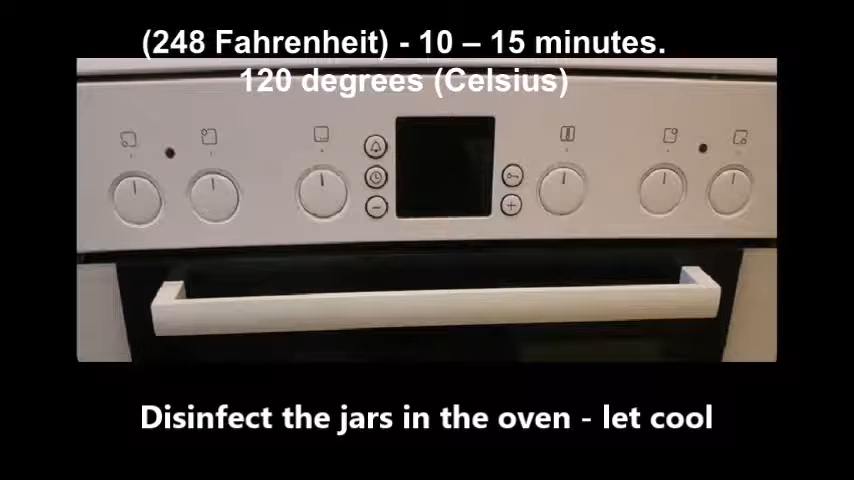 (248 Fahrenheit) - 10 – 15 minutes.
120 degrees (Celsius)
Disinfect the jars in the oven - let cool